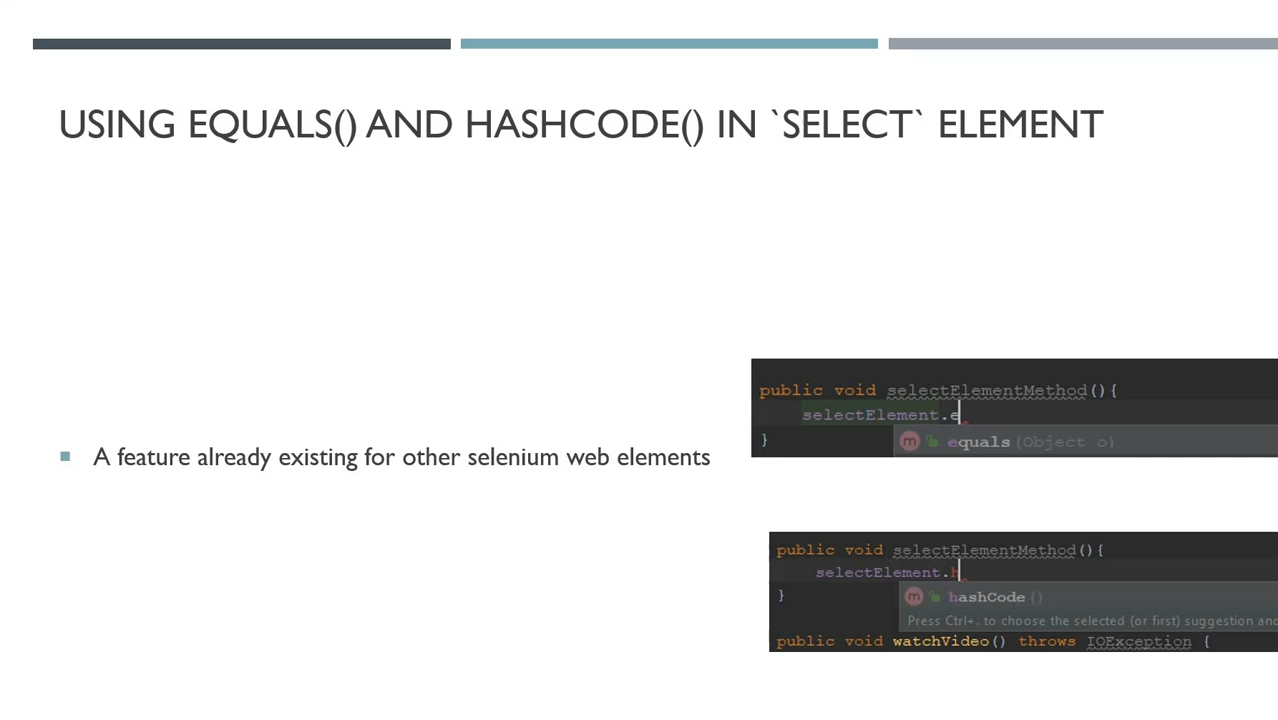 USING EQUALS() AND HASHCODE() IN `SELECT` ELEMENT
A feature already existing for other selenium web elements
public void selectElementMethod(){
selectElement.e
}
m equals(Object o)
public void selectElementMethod(){
selectElement.h
}
m hashCode()
Press Ctrl+. to choose the selected (or first) suggestion and
public void watchVideo() throws IOException {